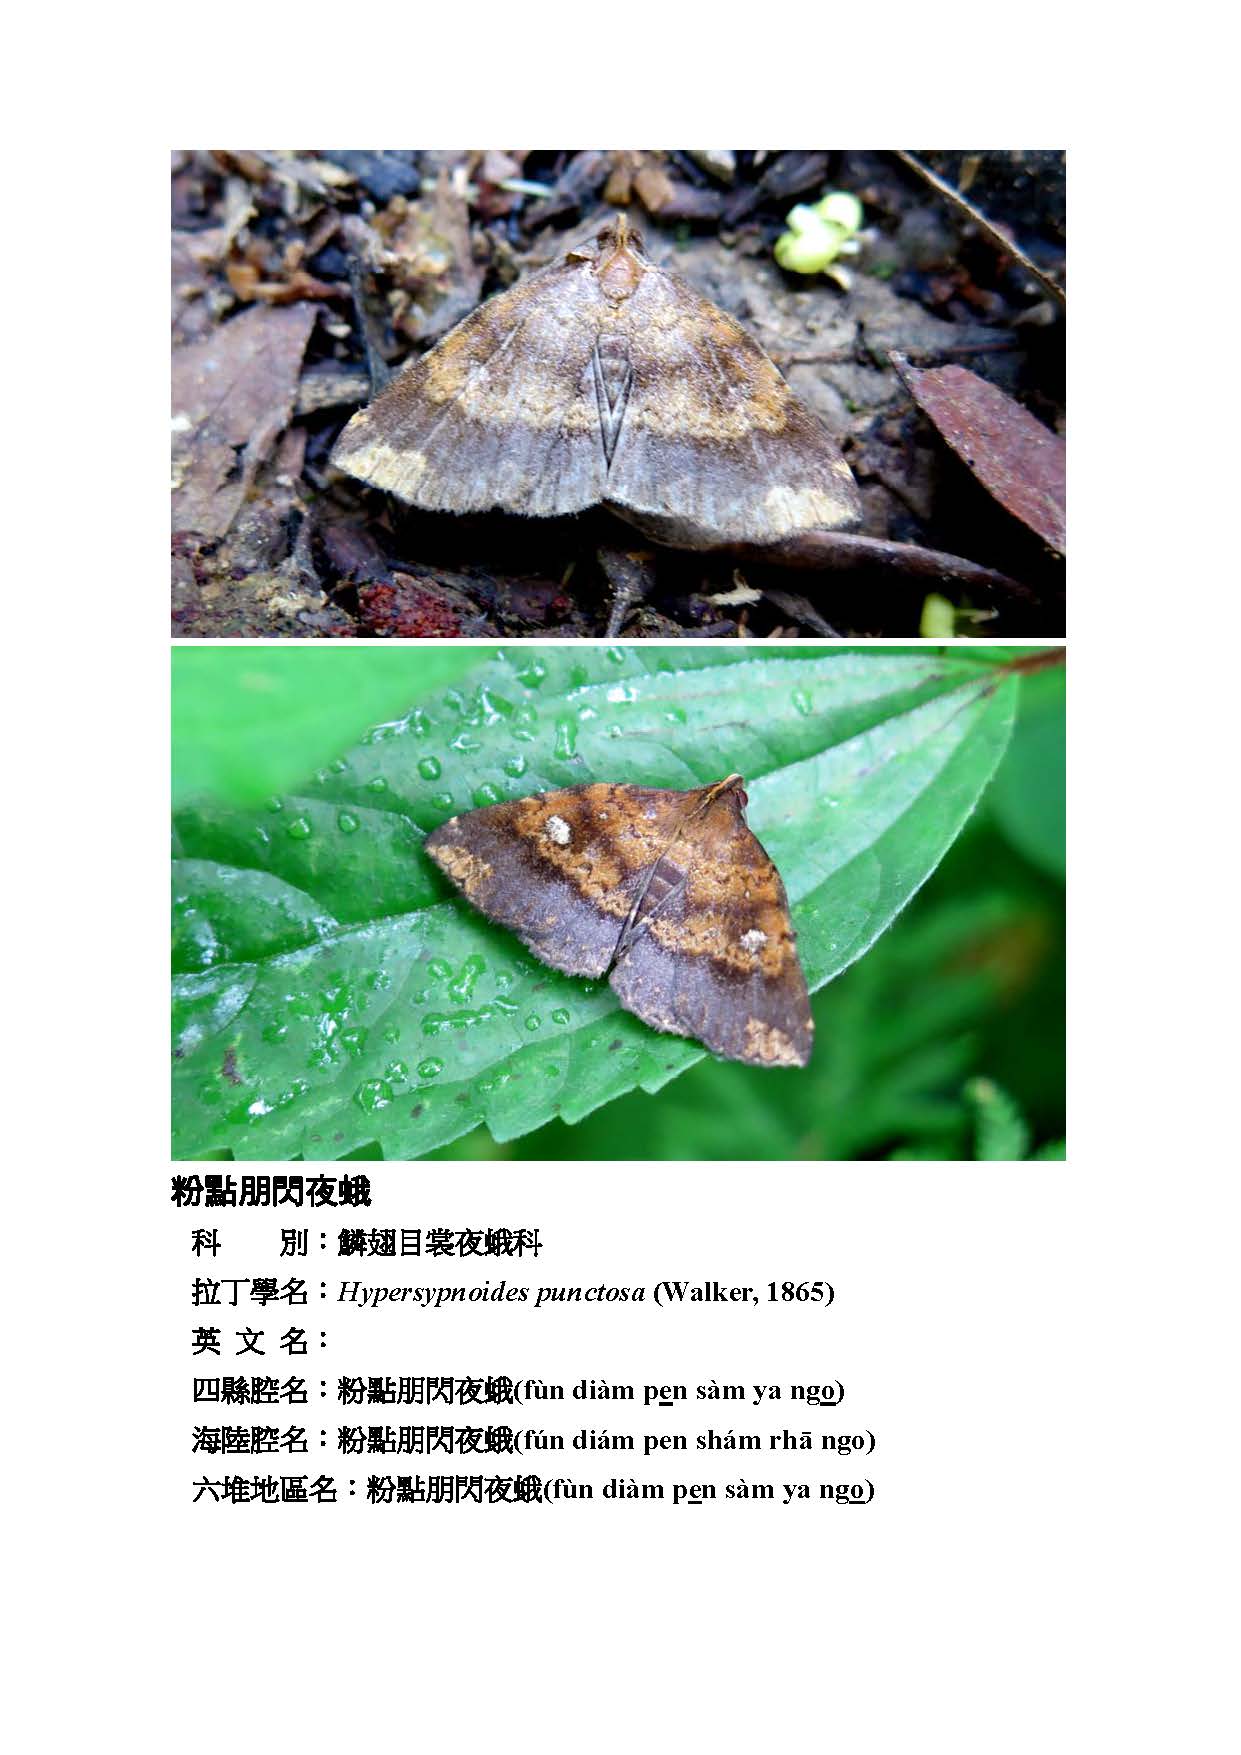 粉點朋閃夜蛾
科　　別：鱗翅目裳夜蛾科
拉丁學名：Hypersypnoides punctosa (Walker, 1865)
英 文 名：
四縣腔名：粉點朋閃夜蛾(fùn diàm pen sàm ya ngo)
海陸腔名：粉點朋閃夜蛾(fún diám pen shám rhā ngo)
六堆地區名：粉點朋閃夜蛾(fùn diàm pen sàm ya ngo)